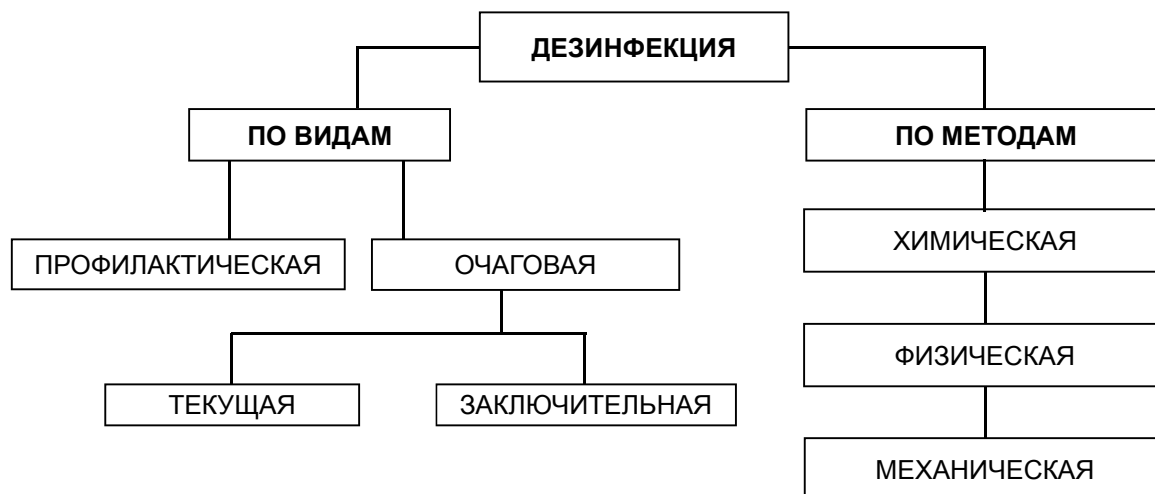 ДЕЗИНФЕКЦИЯ
ПО ВИДАМ
ПО МЕТОДАМ
ПРОФИЛАКТИЧЕСКАЯ
ОЧАГОВАЯ
ХИМИЧЕСКАЯ
ФИЗИЧЕСКАЯ
ТЕКУЩАЯ
ЗАКЛЮЧИТЕЛЬНАЯ
МЕХАНИЧЕСКАЯ